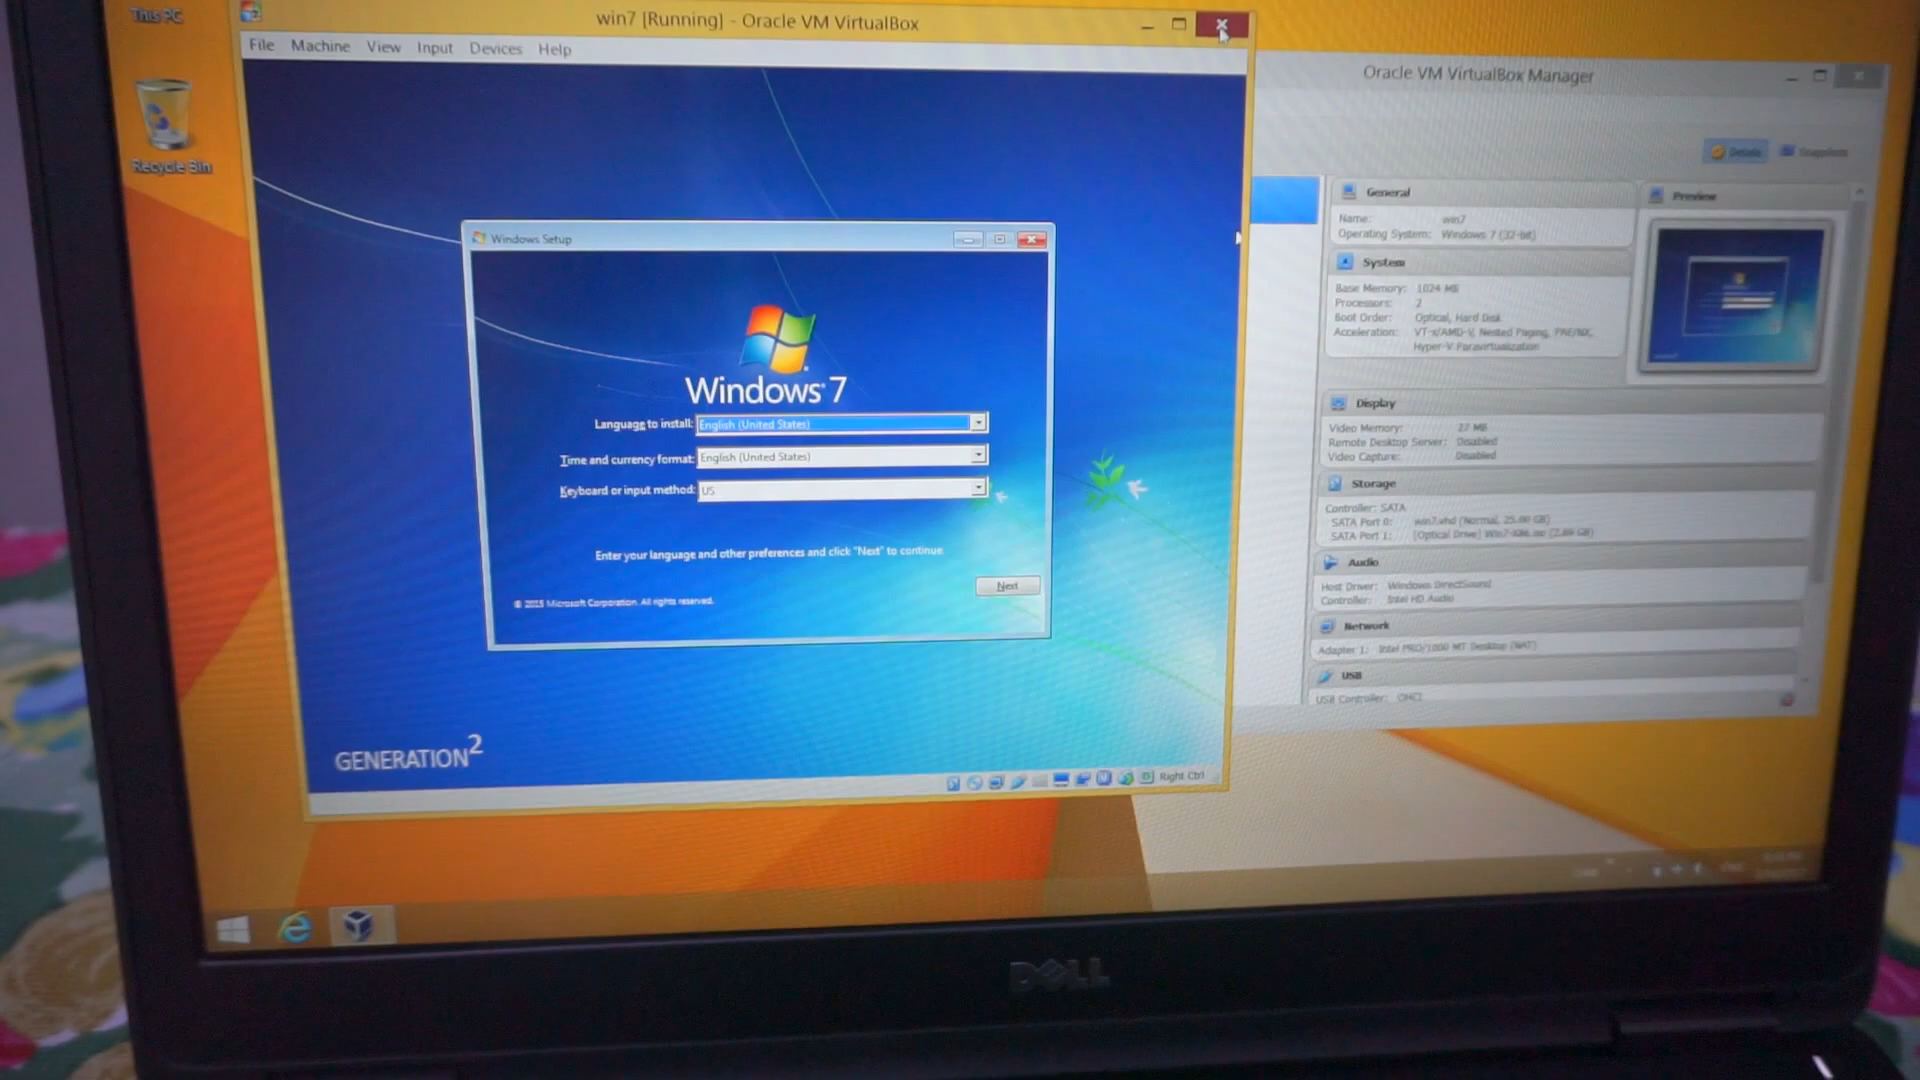 This PC
Recycle Bin
win7 [Running] - Oracle VM VirtualBox
File Machine View Input Devices Help
Windows Setup
Windows 7
Language to install: English (United States)
Time and currency format: English (United States)
Keyboard or input method: US
Enter your language and other preferences and click "Next" to continue.
Next
© 2015 Microsoft Corporation. All rights reserved.
GENERATION2
Right Ctrl
Oracle VM VirtualBox Manager
Details Snapshots
General
Name: win7
Operating System: Windows 7 (32-bit)
Preview
System
Base Memory: 1024 MB
Processors: 2
Boot Order: Optical, Hard Disk
Acceleration: VT-x/AMD-V, Nested Paging, PAE/NX,
Hyper-V Paravirtualization
Display
Video Memory: 27 MB
Remote Desktop Server: Disabled
Video Capture: Disabled
Storage
Controller: SATA
SATA Port 0: win7.vhd (Normal, 25.00 GB)
SATA Port 1: [Optical Drive] Win7-X86.iso (2.89 GB)
Audio
Host Driver: Windows DirectSound
Controller: Intel HD Audio
Network
Adapter 1: Intel PRO/1000 MT Desktop (NAT)
USB
USB Controller: OHCI
DELL